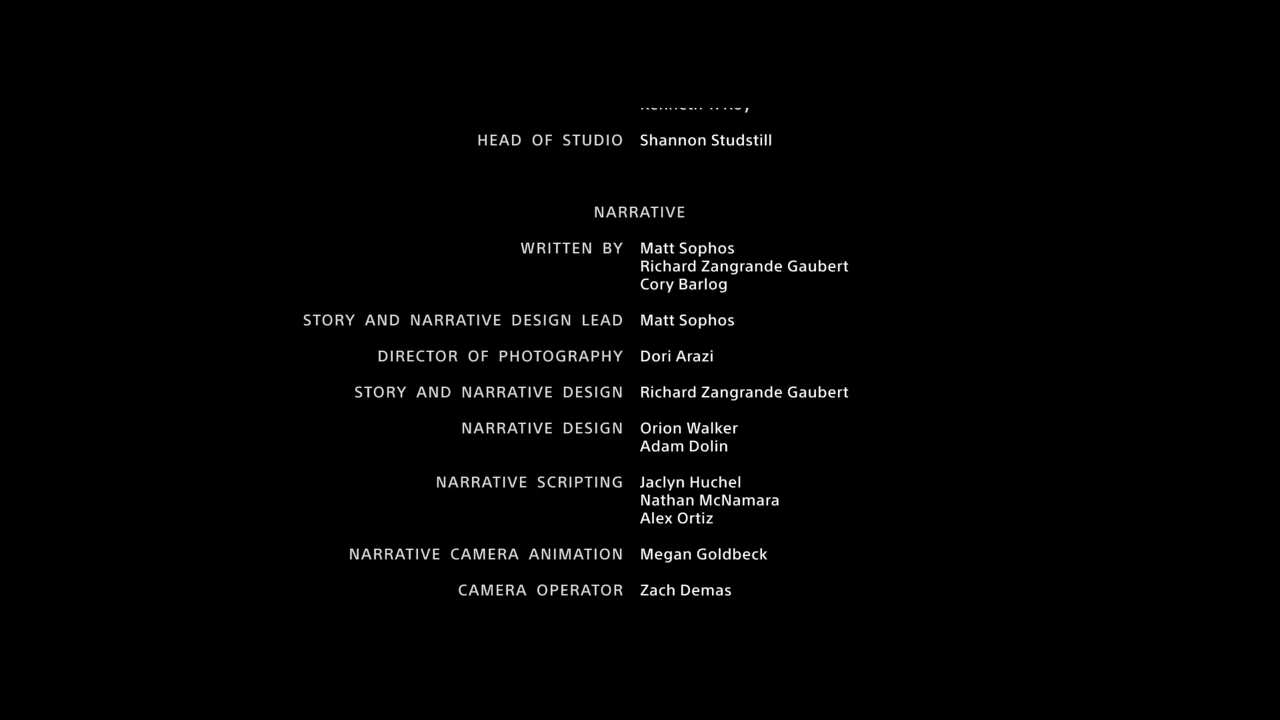 HEAD OF STUDIO Shannon Studstill
NARRATIVE
WRITTEN BY Matt Sophos
Richard Zangrande Gaubert
Cory Barlog
STORY AND NARRATIVE DESIGN LEAD Matt Sophos
DIRECTOR OF PHOTOGRAPHY Dori Arazi
STORY AND NARRATIVE DESIGN Richard Zangrande Gaubert
NARRATIVE DESIGN Orion Walker
Adam Dolin
NARRATIVE SCRIPTING Jaclyn Huchel
Nathan McNamara
Alex Ortiz
NARRATIVE CAMERA ANIMATION Megan Goldbeck
CAMERA OPERATOR Zach Demas